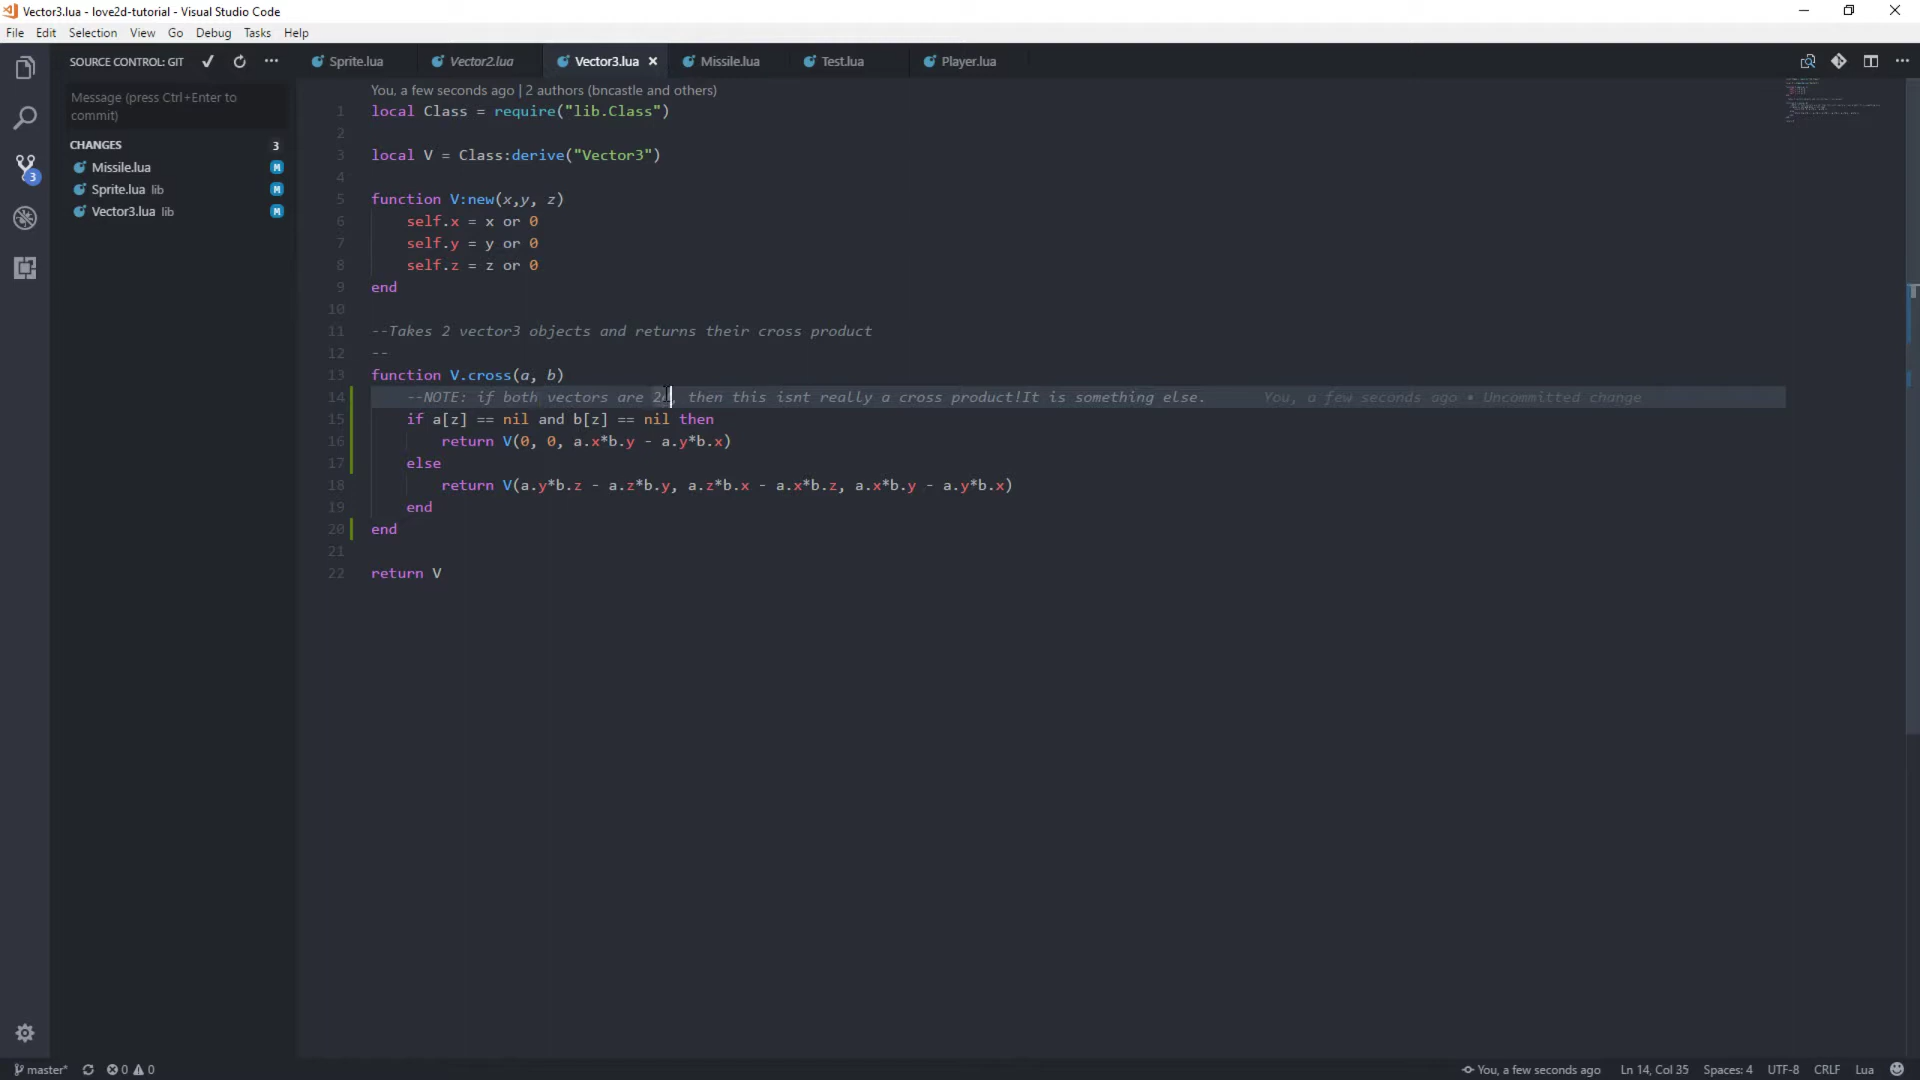 Vector3.lua - love2d-tutorial - Visual Studio Code
File Edit Selection View Go Debug Tasks Help
SOURCE CONTROL: GIT
Sprite.lua Vector2.lua Vector3.lua Missile.lua Test.lua Player.lua
Message (press Ctrl+Enter to
commit)
CHANGES 3
Missile.lua M
Sprite.lua lib M
Vector3.lua lib M
3
You, a few seconds ago | 2 authors (bncastle and others)
1 local Class = require("lib.Class")
2
3 local V = Class:derive("Vector3")
4
5 function V:new(x,y, z)
6 self.x = x or 0
7 self.y = y or 0
8 self.z = z or 0
9 end
10
11 --Takes 2 vector3 objects and returns their cross product
12 --
13 function V.cross(a, b)
14 --NOTE: if both vectors are , then this isnt really a cross product!It is something else. You, a few seconds ago • Uncommitted change
15 if a[z] == nil and b[z] == nil then
16 return V(0, 0, a.x*b.y - a.y*b.x)
17 else
18 return V(a.y*b.z - a.z*b.y, a.z*b.x - a.x*b.z, a.x*b.y - a.y*b.x)
19 end
20 end
21
22 return V
master* 0 0 You, a few seconds ago Ln 14, Col 35 Spaces: 4 UTF-8 CRLF Lua